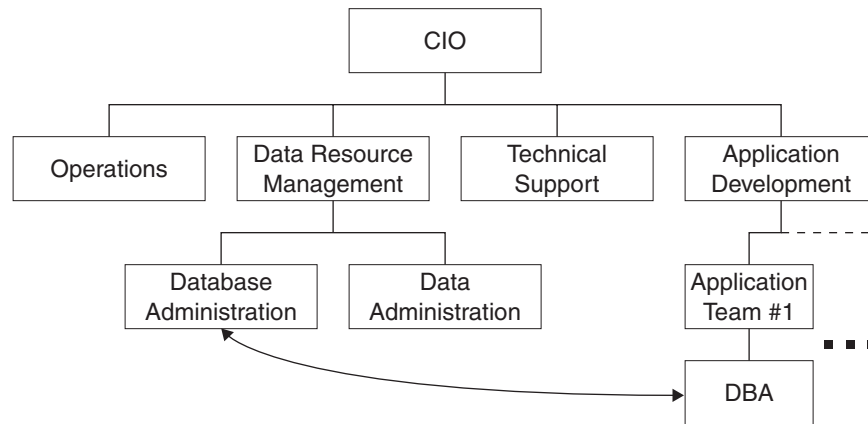 CIO
Operations
Data Resource
Management
Technical
Support
Application
Development
Database
Administration
Data
Administration
Application
Team #1
DBA